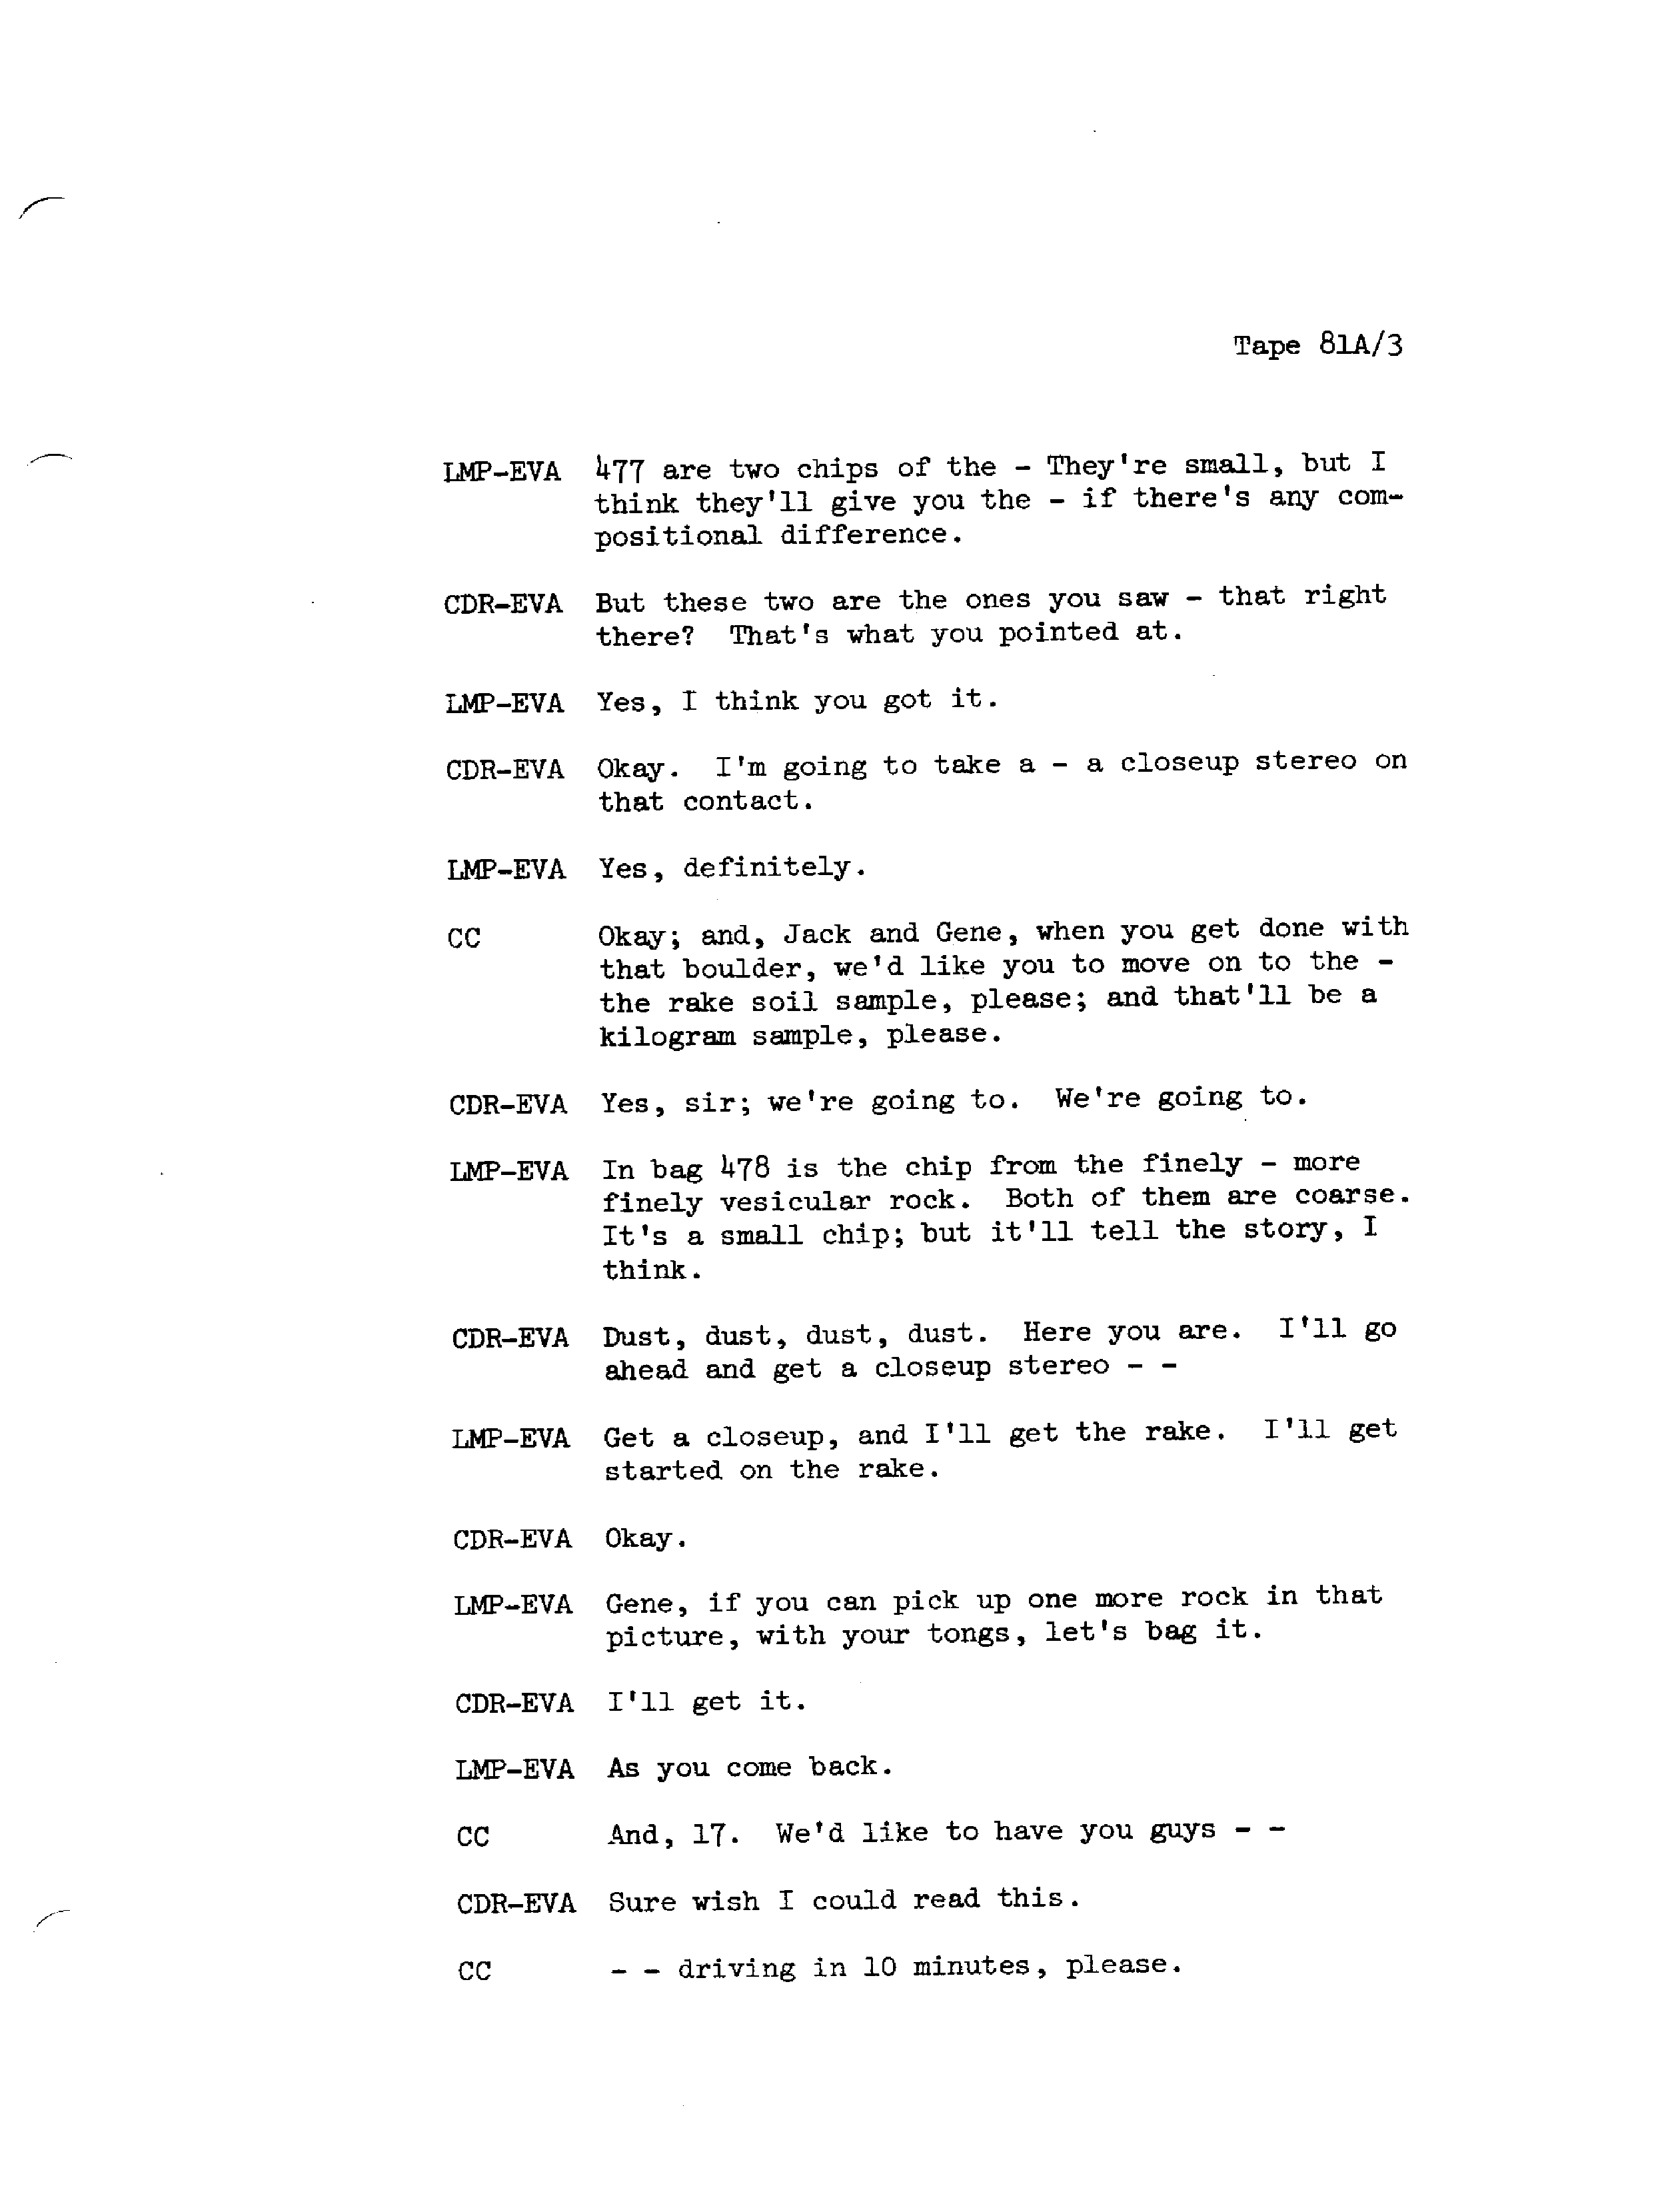 Tape 81A/3
LMP-EVA 477 are two chips of the - They're small, but I
think they'll give you the - if there's any com-
positional difference.
CDR-EVA But these two are the ones you saw - that right
there? That's what you pointed at.
LMP-EVA Yes, I think you got it.
CDR-EVA Okay. I'm going to take a - a closeup stereo on
that contact.
LMP-EVA Yes, definitely.
CC Okay; and, Jack and Gene, when you get done with
that boulder, we'd like you to move on to the -
the rake soil sample, please; and that'll be a
kilogram sample, please.
CDR-EVA Yes, sir; we're going to. We're going to.
LMP-EVA In bag 478 is the chip from the finely - more
finely vesicular rock. Both of them are coarse.
It's a small chip; but it'll tell the story, I
think.
CDR-EVA Dust, dust, dust, dust. Here you are. I'll go
ahead and get a closeup stereo - -
LMP-EVA Get a closeup, and I'll get the rake. I'll get
started on the rake.
CDR-EVA Okay.
LMP-EVA Gene, if you can pick up one more rock in that
picture, with your tongs, let's bag it.
CDR-EVA I'll get it.
LMP-EVA As you come back.
CC And, 17. We'd like to have you guys - -
CDR-EVA Sure wish I could read this.
CC - - driving in 10 minutes, please.